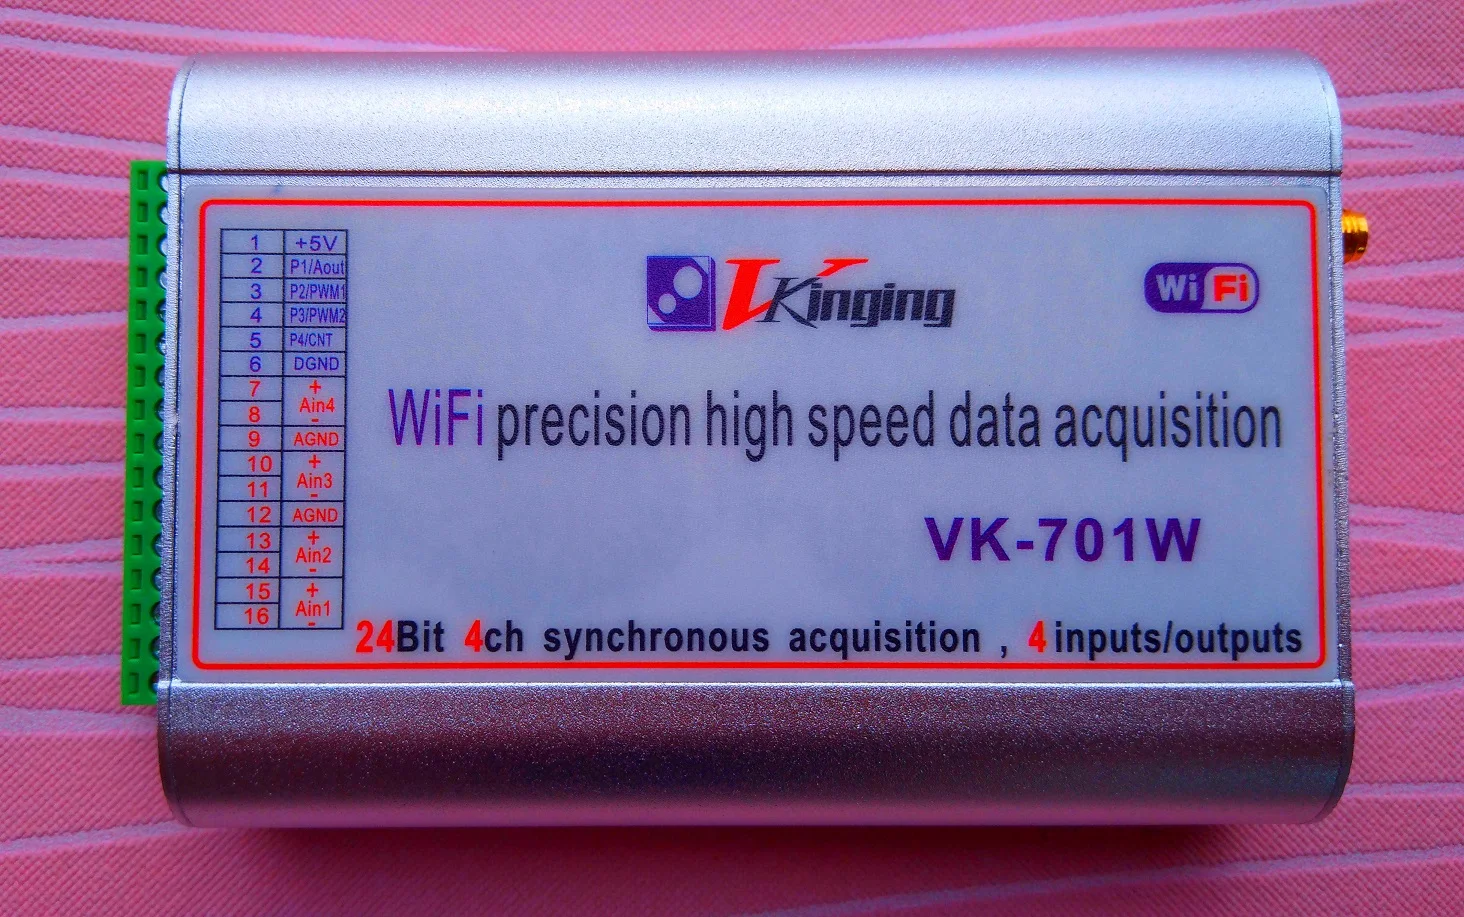 1 +5V
2 P1/Aout
3 P2/PWM1
4 P3/PWM2
5 P4/CNT
6 DGND
7 +
Ain4
8 -
9 AGND
10 +
Ain3
11 -
12 AGND
13 +
Ain2
14 -
15 +
Ain1
16 -
VKinging
WiFi
WiFi precision high speed data acquisition
VK-701W
24Bit 4ch synchronous acquisition , 4 inputs/outputs